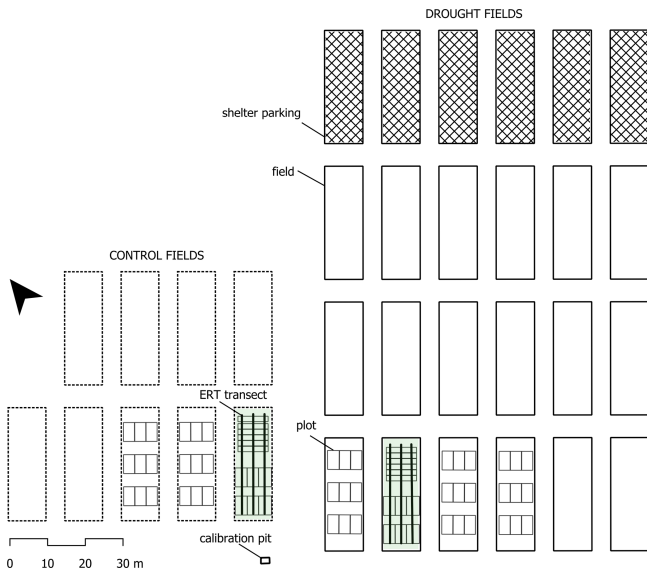 DROUGHT FIELDS
shelter parking
field
CONTROL FIELDS
ERT transect
plot
calibration pit
0 10 20 30 m